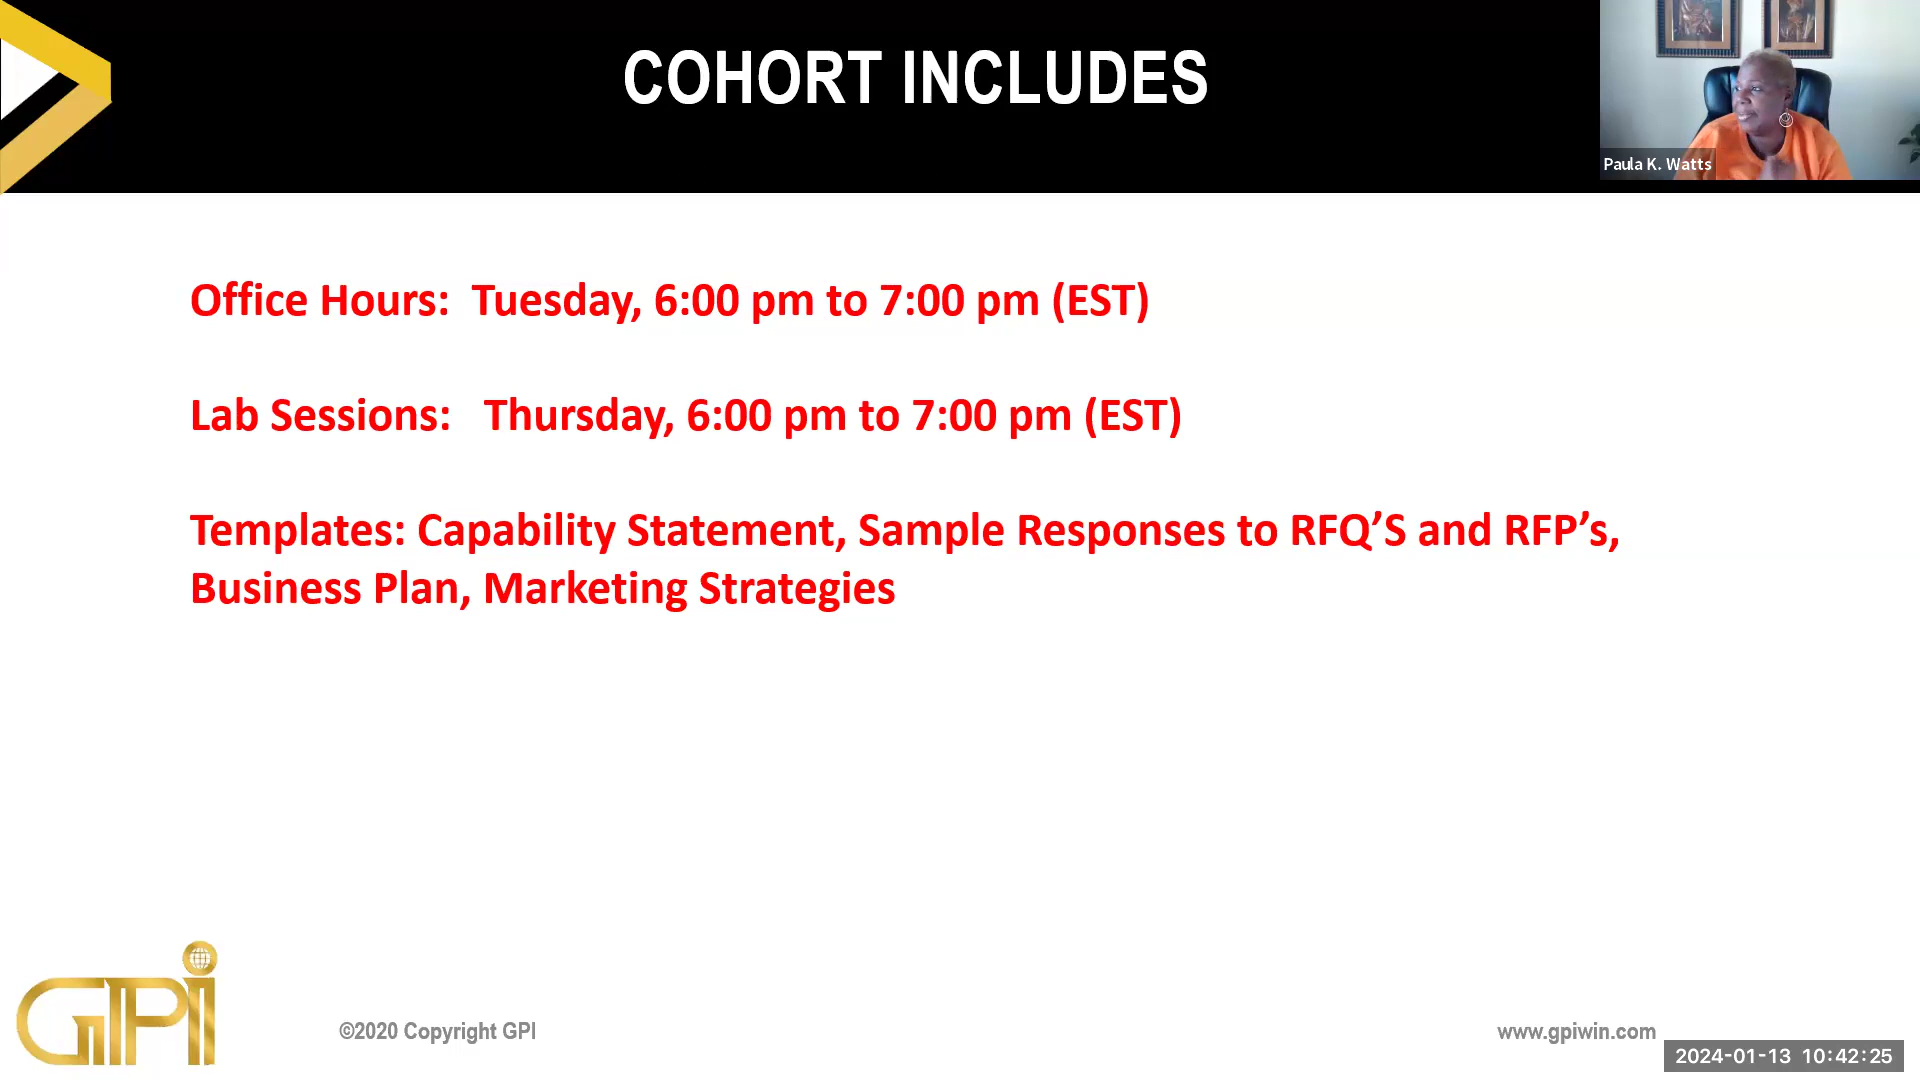 COHORT INCLUDES
Paula K. Watts
Office Hours:  Tuesday, 6:00 pm to 7:00 pm (EST)
Lab Sessions:   Thursday, 6:00 pm to 7:00 pm (EST)
Templates: Capability Statement, Sample Responses to RFQ’S and RFP’s,
Business Plan, Marketing Strategies
GPi
©2020 Copyright GPI
www.gpiwin.com
2024-01-13 10:42:25